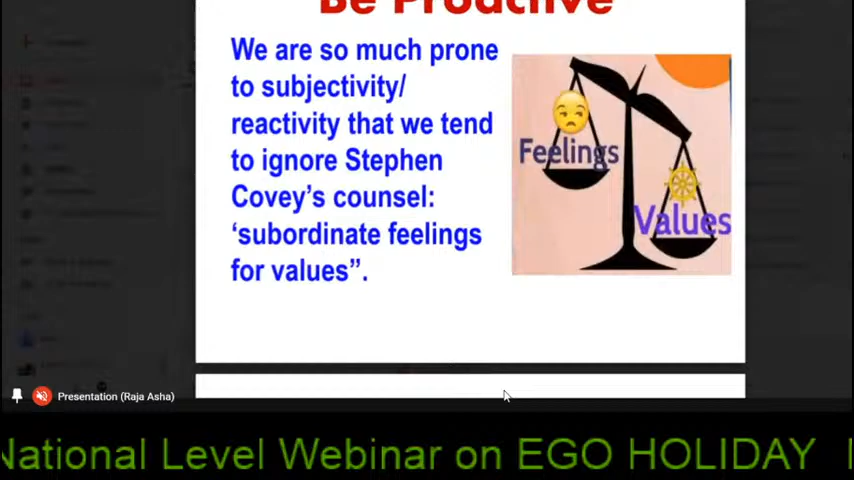 Be Proactive
We are so much prone
to subjectivity/
reactivity that we tend
to ignore Stephen
Covey’s counsel:
‘subordinate feelings
for values”.
Feelings
Values
Presentation (Raja Asha)
National Level Webinar on EGO HOLIDAY